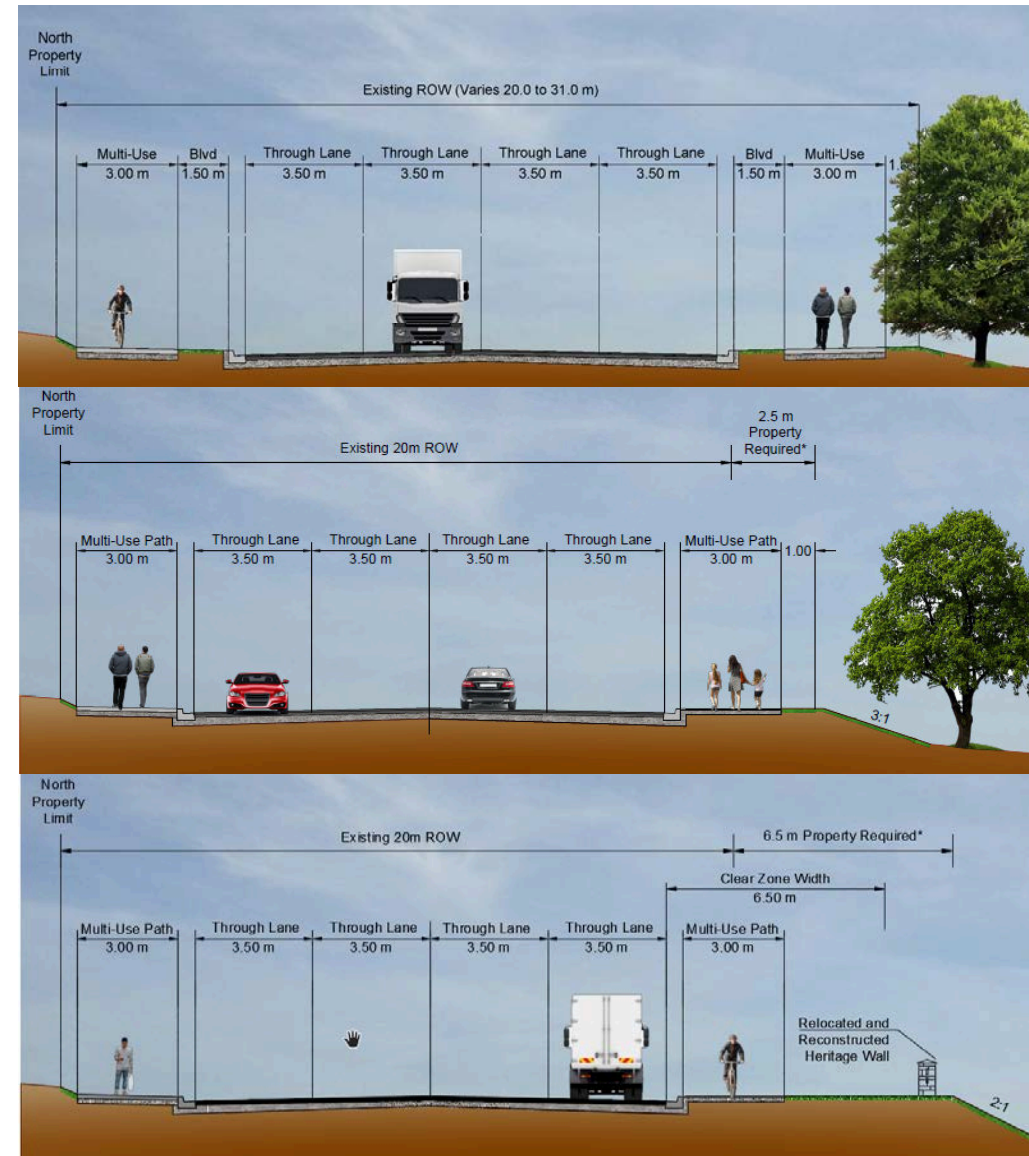 North
Property
Limit
Existing ROW (Varies 20.0 to 31.0 m)
Multi-Use Blvd Through Lane Through Lane Through Lane Through Lane Blvd Multi-Use
3.00 m 1.50 m 3.50 m 3.50 m 3.50 m 3.50 m 1.50 m 3.00 m
North
Property
Limit
2.5 m
Property
Required*
Existing 20m ROW
Multi-Use Path Through Lane Through Lane Through Lane Through Lane Multi-Use Path
3.00 m 3.50 m 3.50 m 3.50 m 3.50 m 3.00 m 1.00
3:1
North
Property
Limit
Existing 20m ROW 6.5 m Property Required*
Clear Zone Width
6.50 m
Multi-Use Path Through Lane Through Lane Through Lane Through Lane Multi-Use Path
3.00 m 3.50 m 3.50 m 3.50 m 3.50 m 3.00 m
Relocated and
Reconstructed
Heritage Wall
2:1